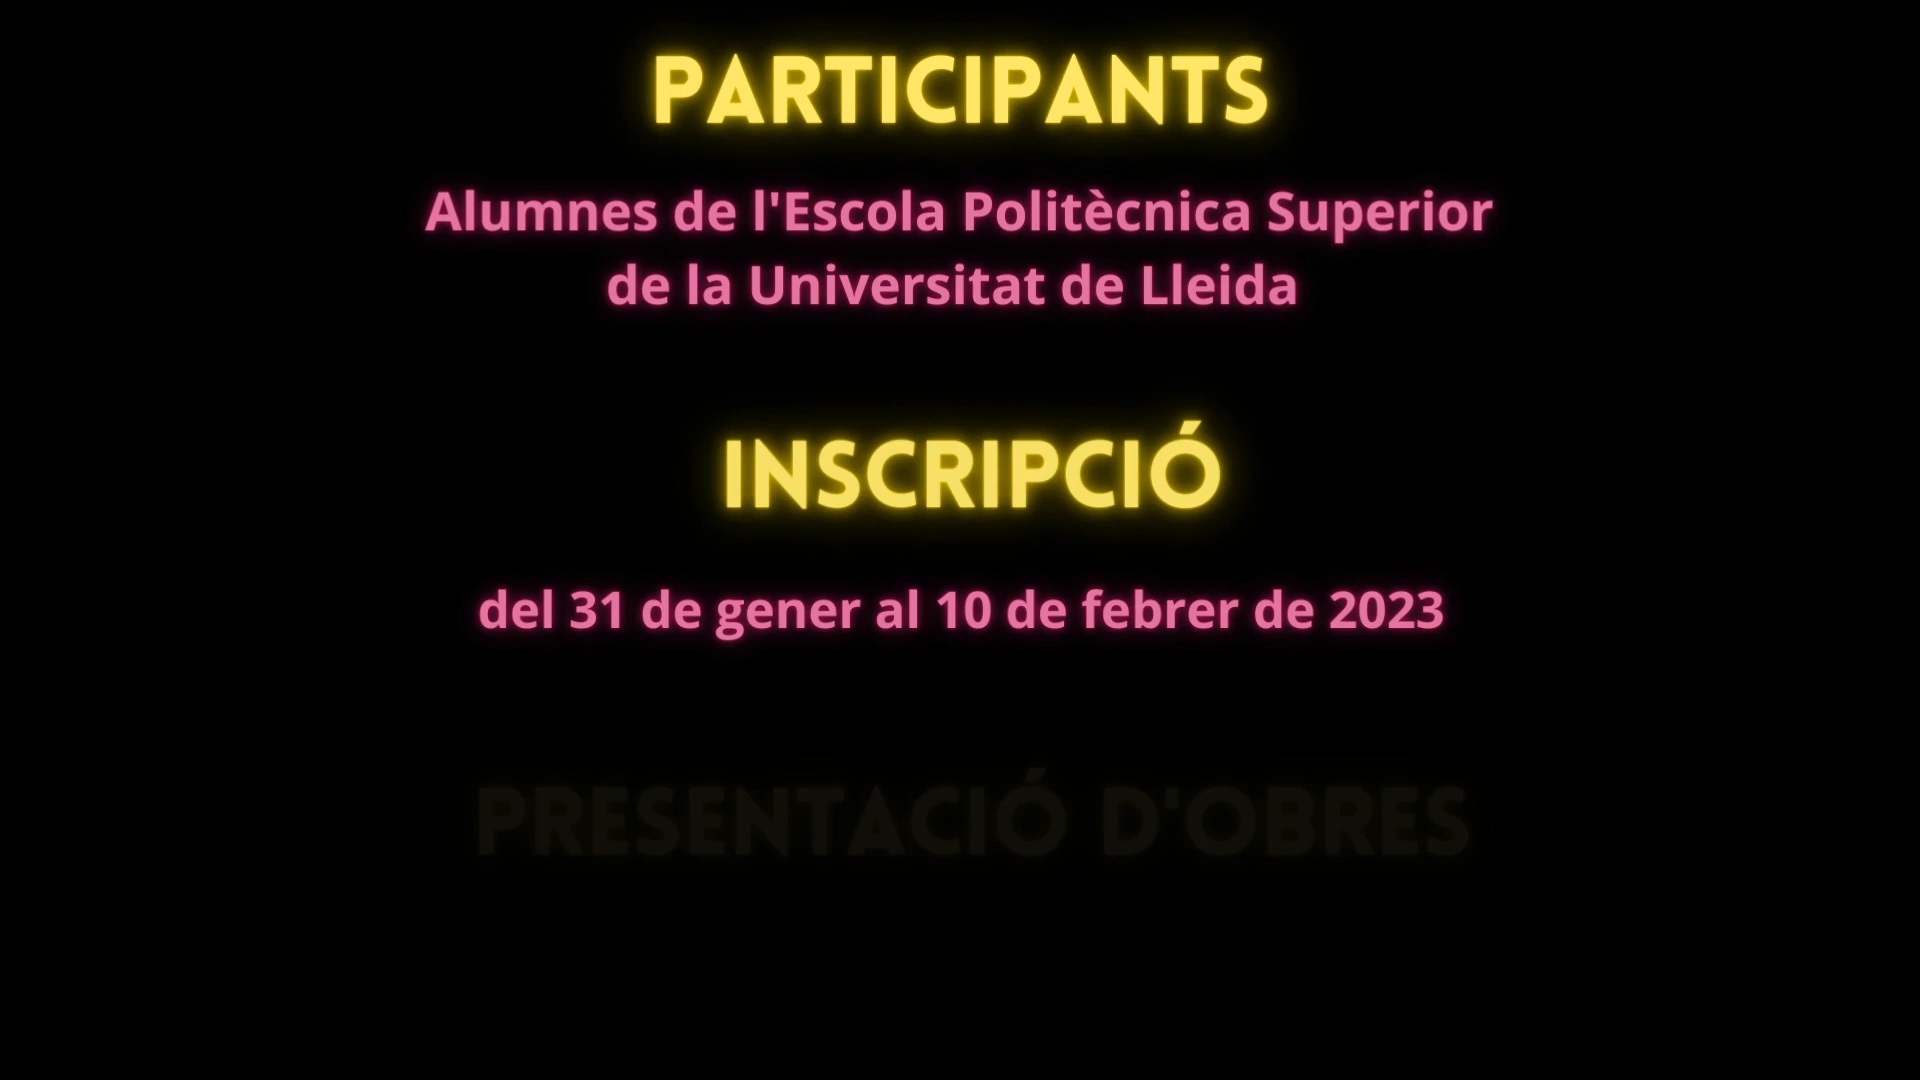 PARTICIPANTS
Alumnes de l'Escola Politècnica Superior
de la Universitat de Lleida
INSCRIPCIÓ
del 31 de gener al 10 de febrer de 2023
PRESENTACIÓ D'OBRES